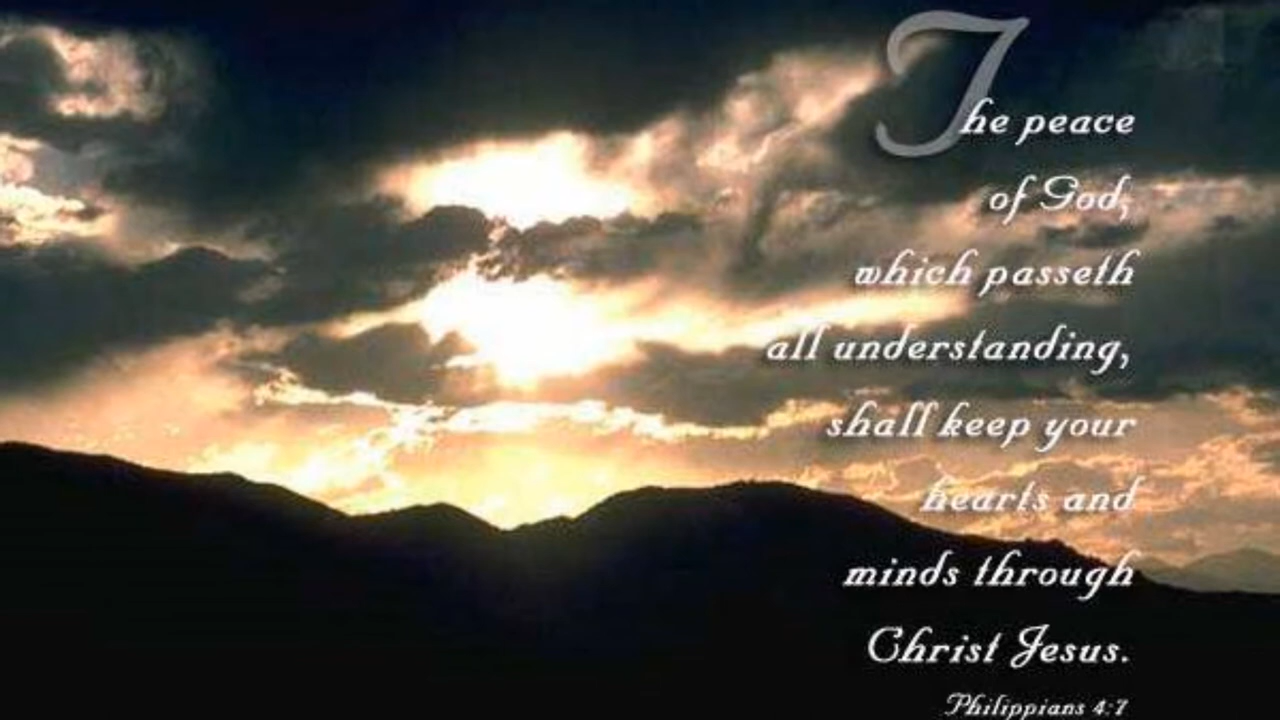 The peace
of God,
which passeth
all understanding,
shall keep your
hearts and
minds through
Christ Jesus.
Philippians 4:7